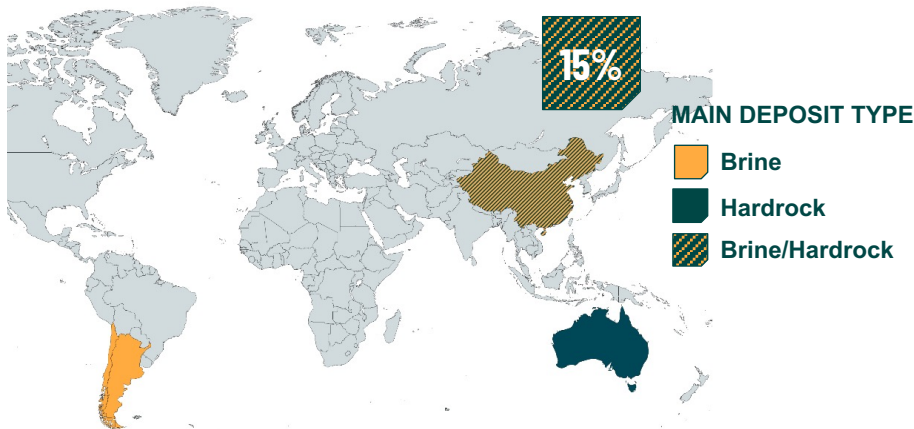 15%
MAIN DEPOSIT TYPE
Brine
Hardrock
Brine/Hardrock